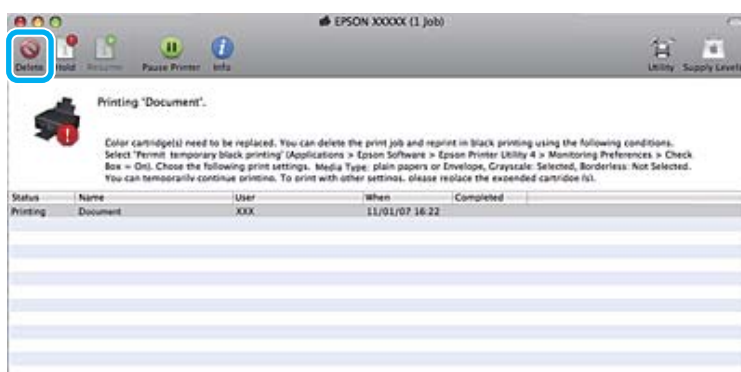 EPSON XXXXX (1 Job)
Delete Hold Resume Pause Printer Info Utility Supply Levels
Printing "Document".
Color cartridge(s) need to be replaced. You can delete the print job and reprint in black printing using the following conditions.
Select "Permit temporary black printing" (Applications > Epson Software > Epson Printer Utility 4 > Monitoring Preferences > Check
Box = On). Chose the following print settings. Media Type: plain papers or Envelope, Grayscale: Selected, Borderless: Not Selected.
You can temporarily continue printing. To print with other settings, please replace the expended cartridge (s).
Status Name User When Completed
Printing Document XXX 11/01/07 16:22